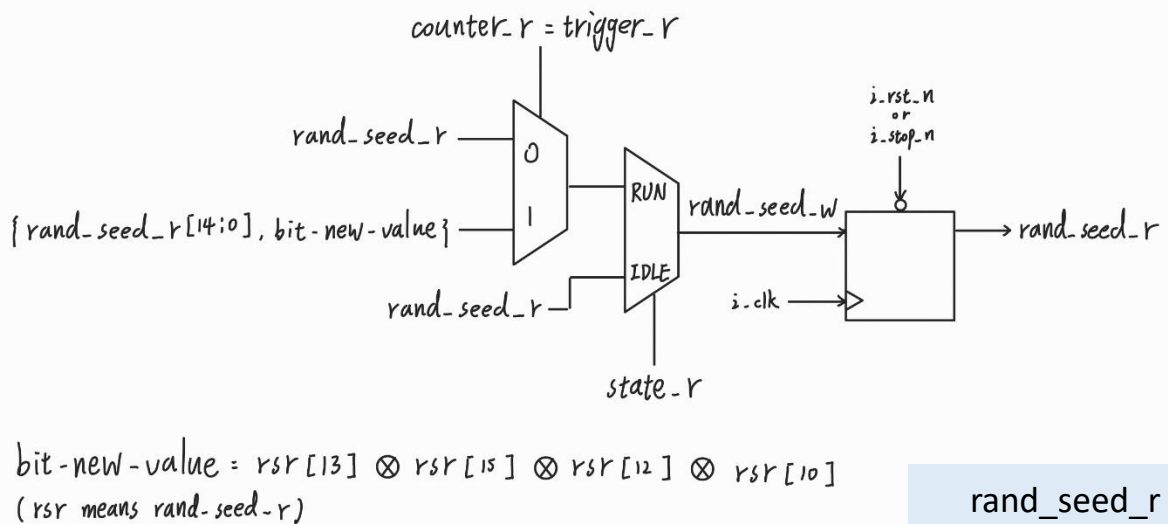 counter_r = trigger_r
i_rst_n
or
i_stop_n
rand_seed_r
0
RUN
rand_seed_w
{rand_seed_r[14:0], bit-new-value}
1
rand_seed_r
IDLE
rand_seed_r
i_clk
state_r
bit-new-value = rsr[13] ⊗ rsr[15] ⊗ rsr[12] ⊗ rsr[10]
(rsr means rand-seed-r)
rand_seed_r